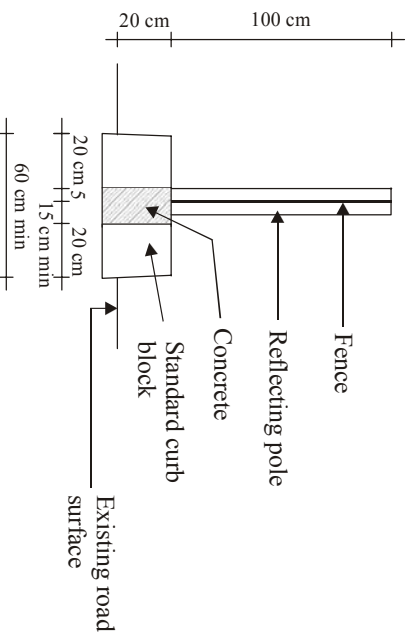 20 cm
100 cm
Fence
Reflecting pole
Concrete
Standard curb
block
Existing road
surface
20 cm
5
15 cm min
20 cm
60 cm min